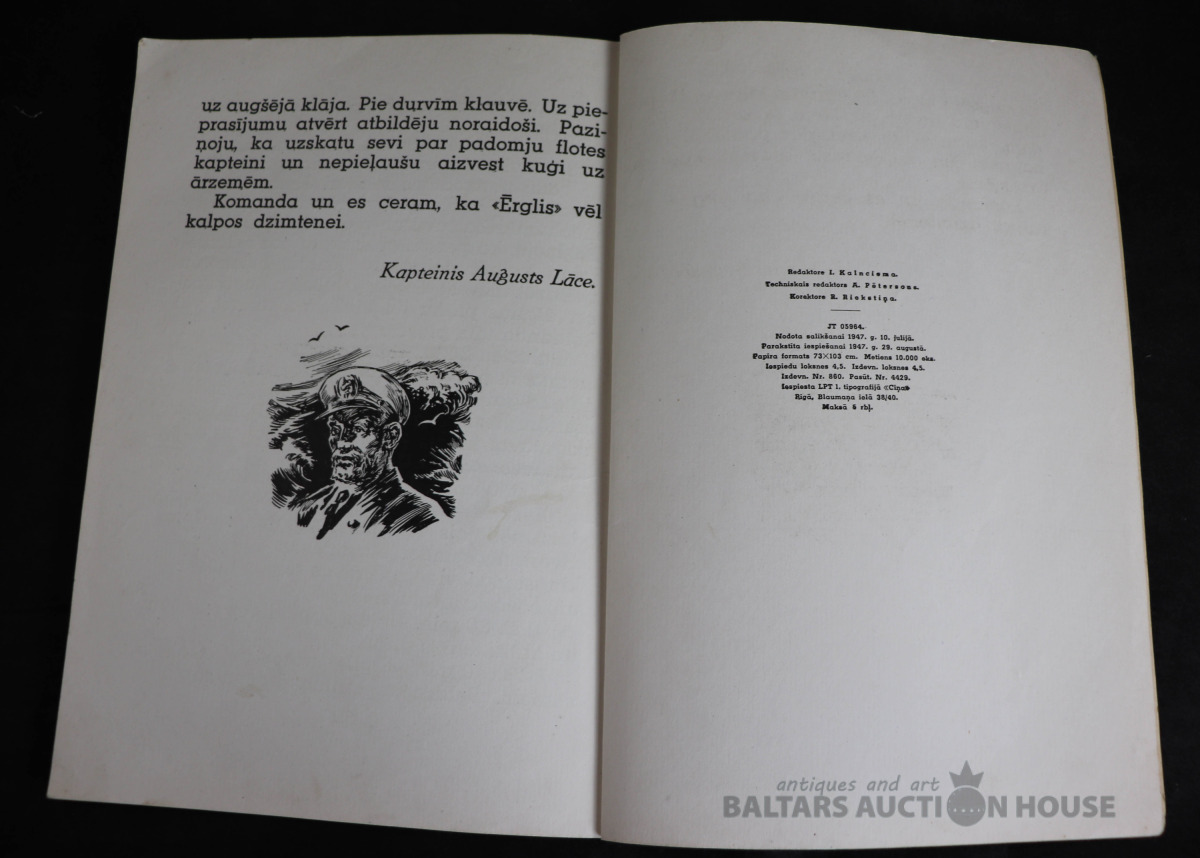 uz augšējā klāja. Pie durvīm klauvē. Uz pie-
prasījumu atvērt atbildēju noraidoši. Pazi-
ņoju, ka uzskatu sevi par padomju flotes
kapteini un nepieļaušu aizvest kuģi uz
ārzemēm.
Komanda un es ceram, ka «Ērglis» vēl
kalpos dzimtenei.
Kapteinis Augusts Lāce.
Redaktore I. Kalnciema.
Techniskais redaktors A. Pētersons.
Korektore R. Riekstiņa.
JT 05964.
Nodota salikšanai 1947. g. 10. julijā.
Parakstīta iespiešanai 1947. g. 29. augustā.
Papīra formats 73×103 cm. Metiens 10.000 eks.
Iespiedu loksnes 4,5. Izdevn. loksnes 4,5.
Izdevn. Nr. 860. Pasūt. Nr. 4429.
Iespiesta LPT 1. tipografijā «Cīņa»
Rīgā, Blaumaņa ielā 38/40.
Maksā 6 rbļ.
antiques and art
BALTARS AUCTION HOUSE